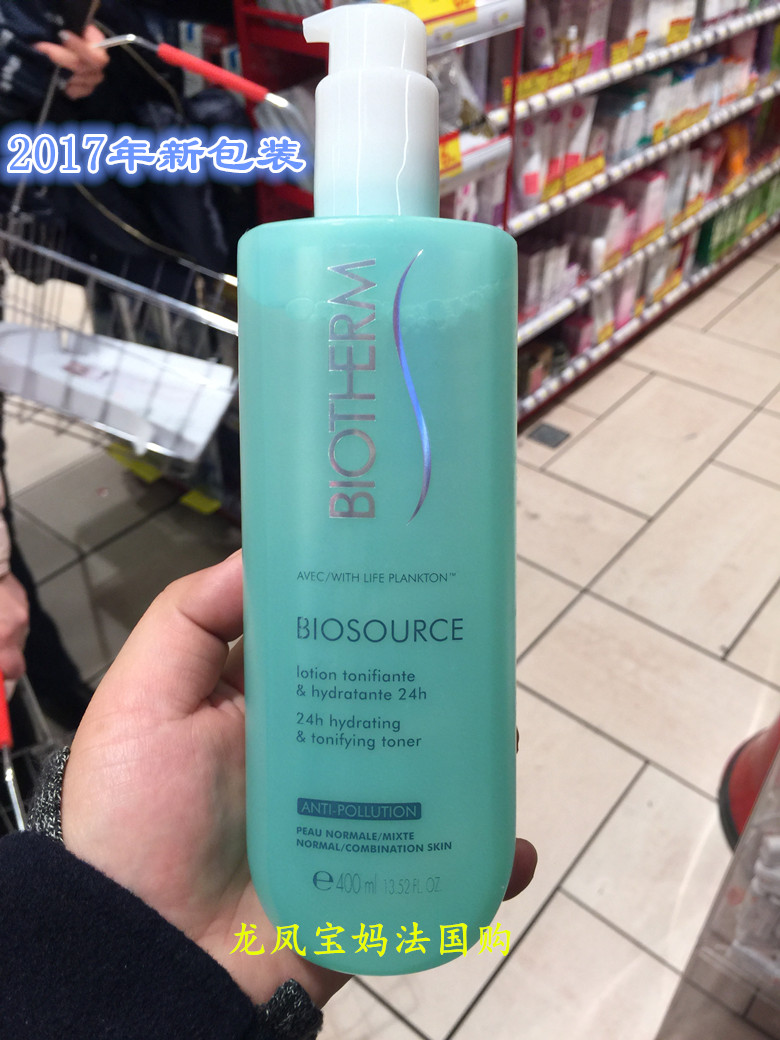 2017年新包装
BIOTHERM
AVEC/WITH LIFE PLANKTON™
BIOSOURCE
lotion tonifiante
& hydratante 24h
24h hydrating
& tonifying toner
ANTI-POLLUTION
PEAU NORMALE/MIXTE
NORMAL/COMBINATION SKIN
℮400 ml 13.52 FL.OZ.
龙凤宝妈法国购